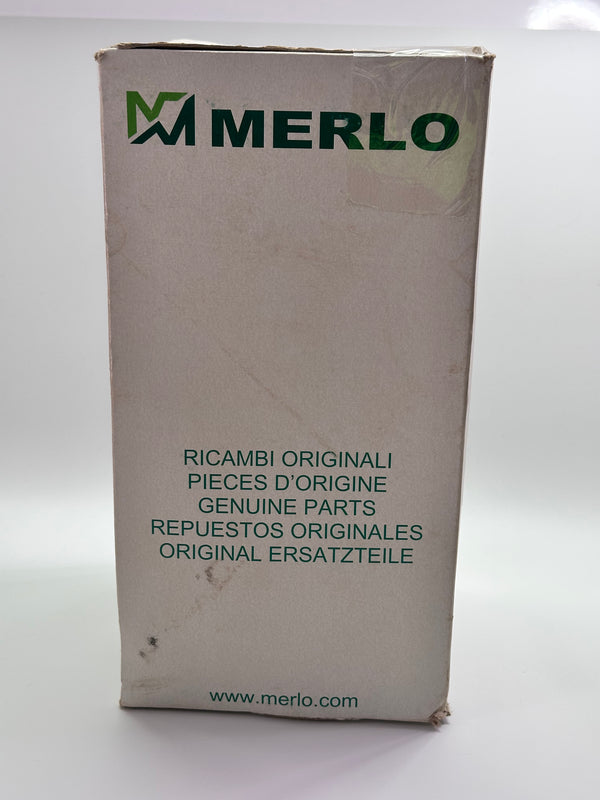 MERLO
RICAMBI ORIGINALI
PIECES D'ORIGINE
GENUINE PARTS
REPUESTOS ORIGINALES
ORIGINAL ERSATZTEILE
www.merlo.com